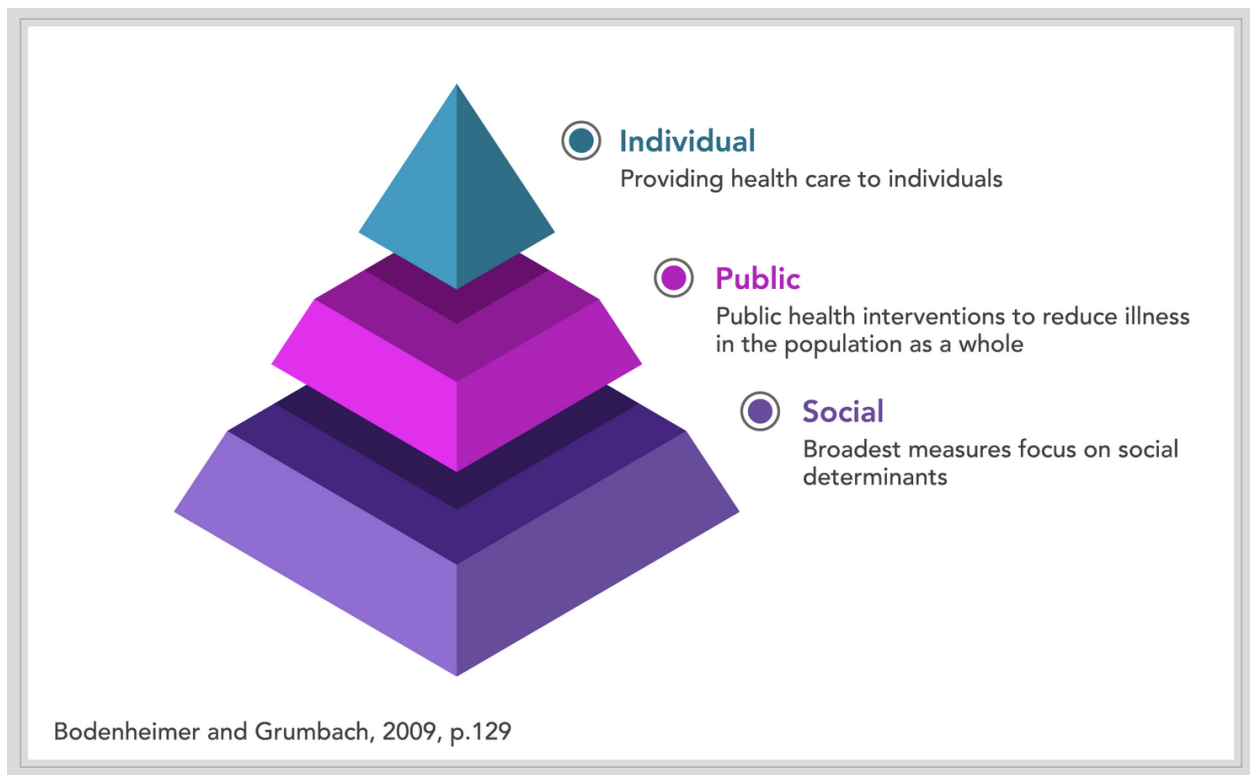 Individual
Providing health care to individuals
Public
Public health interventions to reduce illness
in the population as a whole
Social
Broadest measures focus on social
determinants
Bodenheimer and Grumbach, 2009, p.129